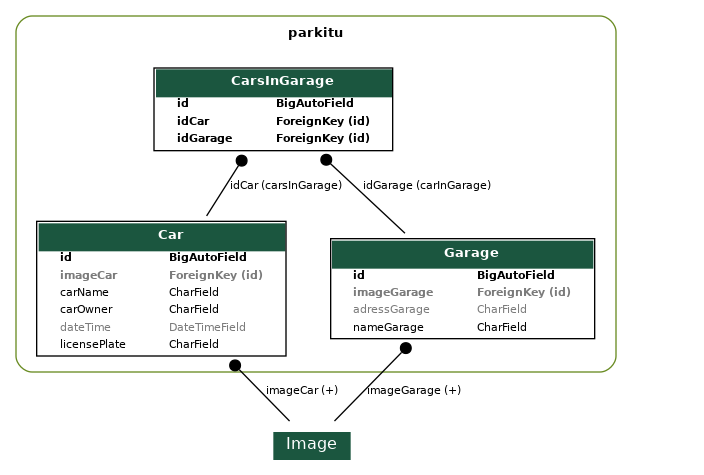 parkitu
CarsInGarage
id BigAutoField
idCar ForeignKey (id)
idGarage ForeignKey (id)
idCar (carsInGarage)
idGarage (carInGarage)
Car
id BigAutoField
imageCar ForeignKey (id)
carName CharField
carOwner CharField
dateTime DateTimeField
licensePlate CharField
Garage
id BigAutoField
imageGarage ForeignKey (id)
adressGarage CharField
nameGarage CharField
imageCar (+)
imageGarage (+)
Image